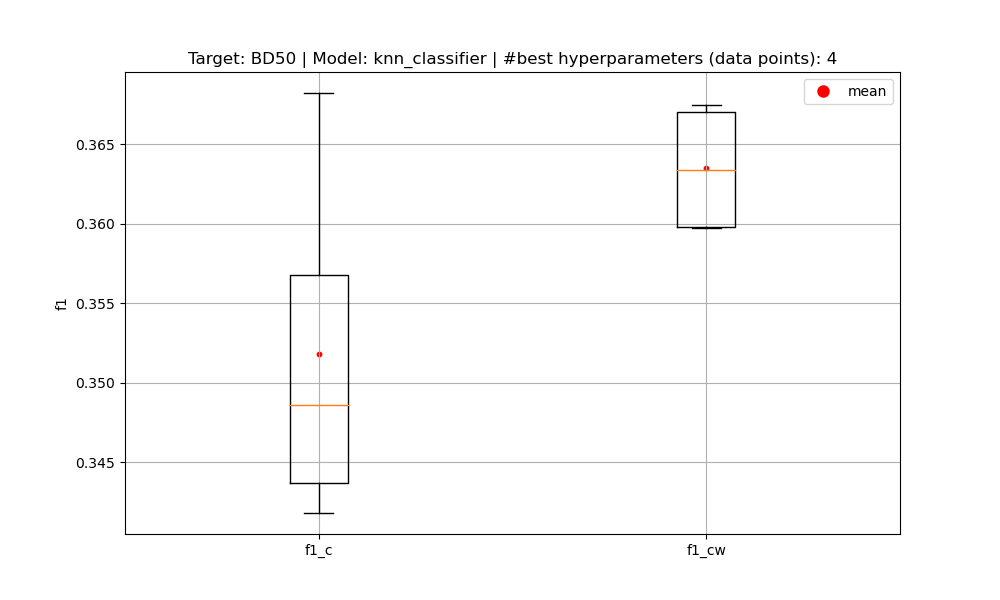 Target: BD50 | Model: knn_classifier | #best hyperparameters (data points): 4
mean
0.365
0.360
0.355
0.350
0.345
f1
f1_c
f1_cw